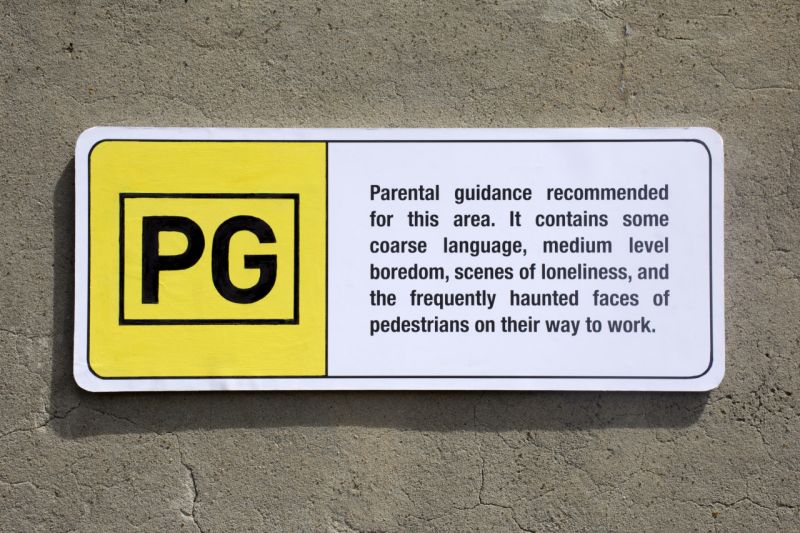 PG
Parental guidance recommended
for this area. It contains some
coarse language, medium level
boredom, scenes of loneliness, and
the frequently haunted faces of
pedestrians on their way to work.